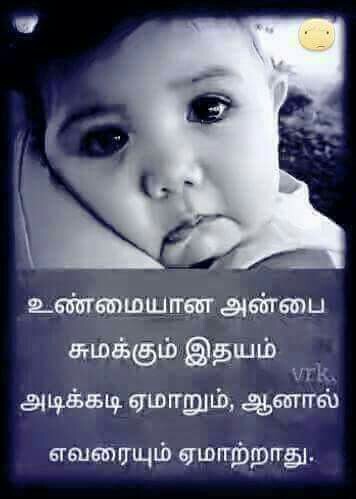 உண்மையான அன்பை
சுமக்கும் இதயம்
vrk.
அடிக்கடி ஏமாறும், ஆனால்
எவரையும் ஏமாற்றாது.